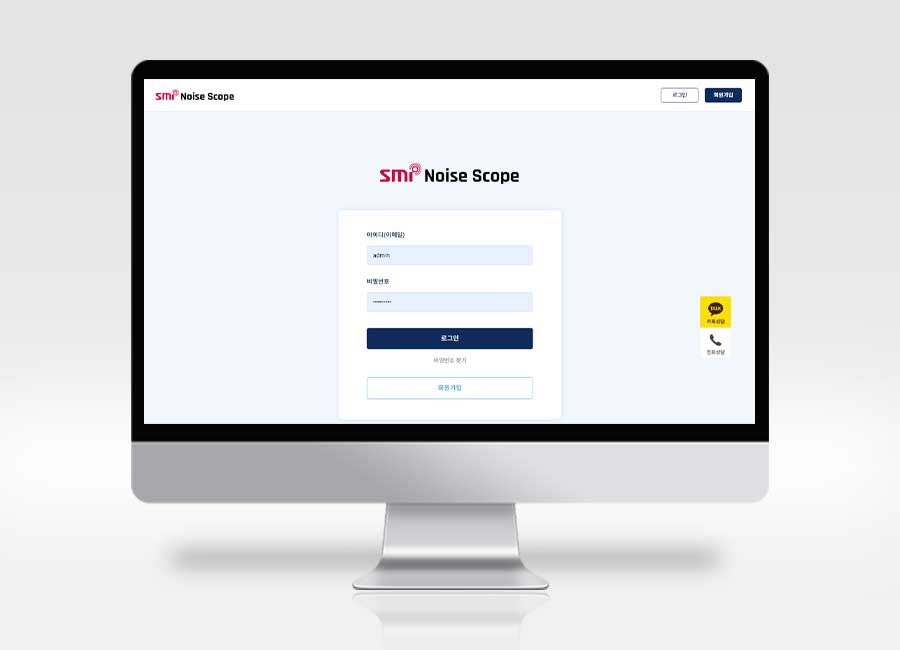 smi Noise Scope
로그인
회원가입
smi Noise Scope
아이디(이메일)
admin
비밀번호
로그인
비밀번호 찾기
회원가입
TALK
카톡상담
전화상담